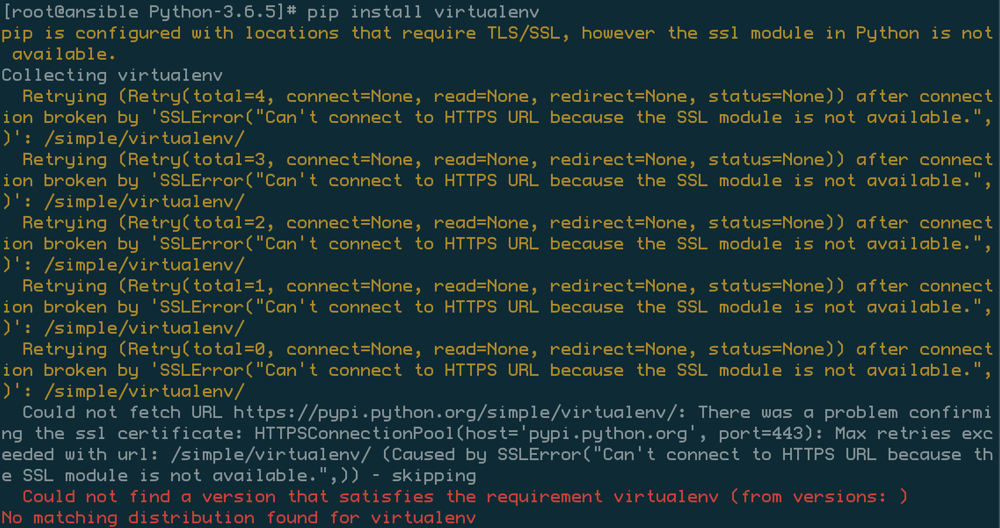 [root@ansible Python-3.6.5]# pip install virtualenv
pip is configured with locations that require TLS/SSL, however the ssl module in Python is not
 available.
Collecting virtualenv
  Retrying (Retry(total=4, connect=None, read=None, redirect=None, status=None)) after connect
ion broken by 'SSLError("Can't connect to HTTPS URL because the SSL module is not available.",
)': /simple/virtualenv/
  Retrying (Retry(total=3, connect=None, read=None, redirect=None, status=None)) after connect
ion broken by 'SSLError("Can't connect to HTTPS URL because the SSL module is not available.",
)': /simple/virtualenv/
  Retrying (Retry(total=2, connect=None, read=None, redirect=None, status=None)) after connect
ion broken by 'SSLError("Can't connect to HTTPS URL because the SSL module is not available.",
)': /simple/virtualenv/
  Retrying (Retry(total=1, connect=None, read=None, redirect=None, status=None)) after connect
ion broken by 'SSLError("Can't connect to HTTPS URL because the SSL module is not available.",
)': /simple/virtualenv/
  Retrying (Retry(total=0, connect=None, read=None, redirect=None, status=None)) after connect
ion broken by 'SSLError("Can't connect to HTTPS URL because the SSL module is not available.",
)': /simple/virtualenv/
  Could not fetch URL https://pypi.python.org/simple/virtualenv/: There was a problem confirmi
ng the ssl certificate: HTTPSConnectionPool(host='pypi.python.org', port=443): Max retries exc
eeded with url: /simple/virtualenv/ (Caused by SSLError("Can't connect to HTTPS URL because th
e SSL module is not available.",)) - skipping
  Could not find a version that satisfies the requirement virtualenv (from versions: )
No matching distribution found for virtualenv